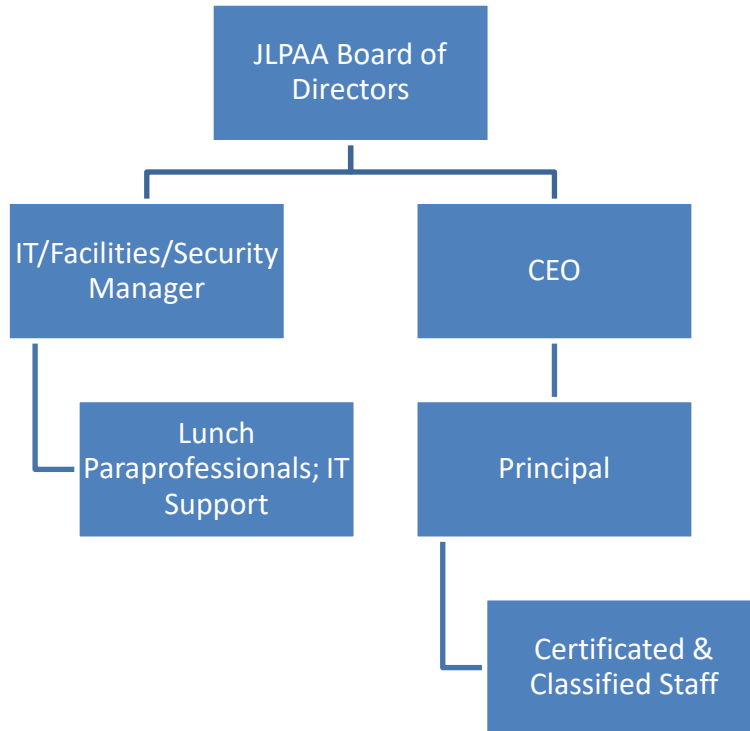 JLPAA Board of
Directors
IT/Facilities/Security
Manager
CEO
Lunch
Paraprofessionals; IT
Support
Principal
Certificated &
Classified Staff